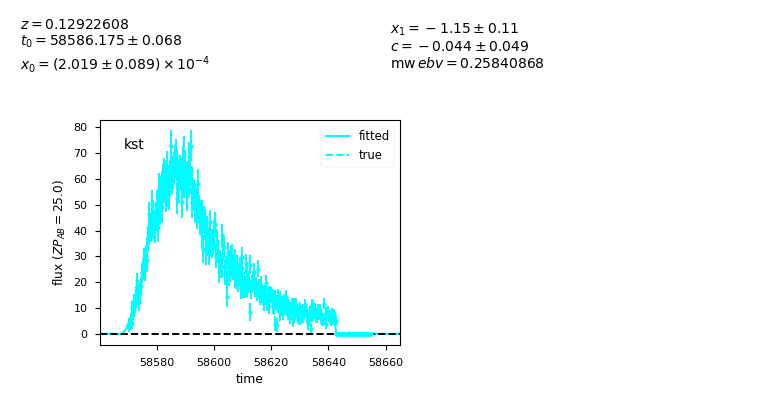 z = 0.12922608
t₀ = 58586.175 ± 0.068
x₀ = (2.019 ± 0.089) × 10⁻⁴
x₁ = −1.15 ± 0.11
c = −0.044 ± 0.049
mwebv = 0.25840868
kst
fitted
true
80
70
60
50
40
30
20
10
0
flux (ZP_AB = 25.0)
58580 58600 58620 58640 58660
time